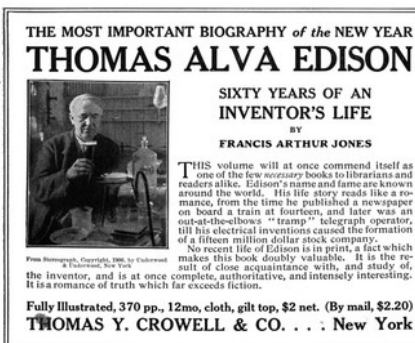 THE MOST IMPORTANT BIOGRAPHY of the NEW YEAR
THOMAS ALVA EDISON
SIXTY YEARS OF AN
INVENTOR'S LIFE
BY
FRANCIS ARTHUR JONES
THIS volume will at once commend itself as
one of the few necessary books to librarians and
readers alike. Edison's name and fame are known
around the world. His life story reads like a ro-
mance, from the time he published a newspaper
on board a train at fourteen, and later was an
out-at-the-elbows "tramp" telegraph operator,
till his electrical inventions caused the formation
of a fifteen million dollar stock company.
No recent life of Edison is in print, a fact which
makes this book doubly valuable. It is the re-
From Stereograph, Copyright, 1906, by Underwood
& Underwood, New York
sult of close acquaintance with, and study of,
the inventor, and is at once complete, authoritative, and intensely interesting.
It is a romance of truth which far exceeds fiction.
Fully Illustrated, 370 pp., 12mo, cloth, gilt top, $2 net. (By mail, $2.20)
THOMAS Y. CROWELL & CO. . . . New York